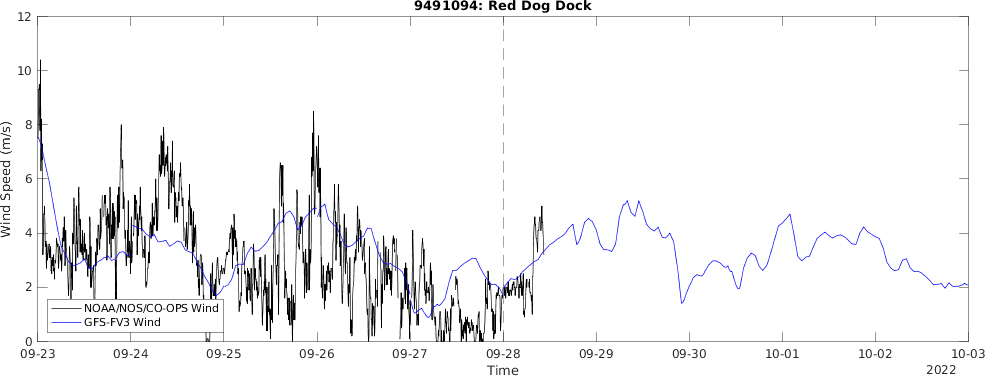 9491094: Red Dog Dock
Wind Speed (m/s)
12
10
8
6
4
2
0
NOAA/NOS/CO-OPS Wind
GFS-FV3 Wind
09-23 09-24 09-25 09-26 09-27 09-28 09-29 09-30 10-01 10-02 10-03
Time
2022